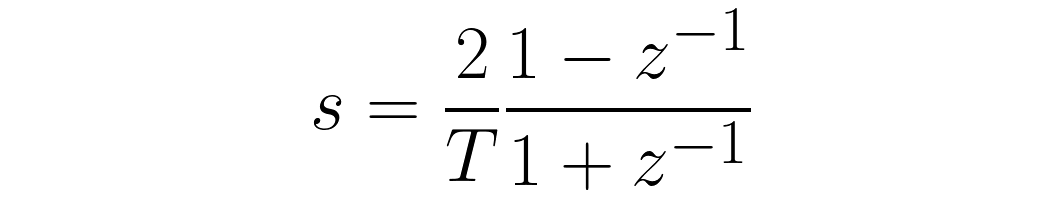 s = \frac{2}{T} \frac{1 - z^{-1}}{1 + z^{-1}}